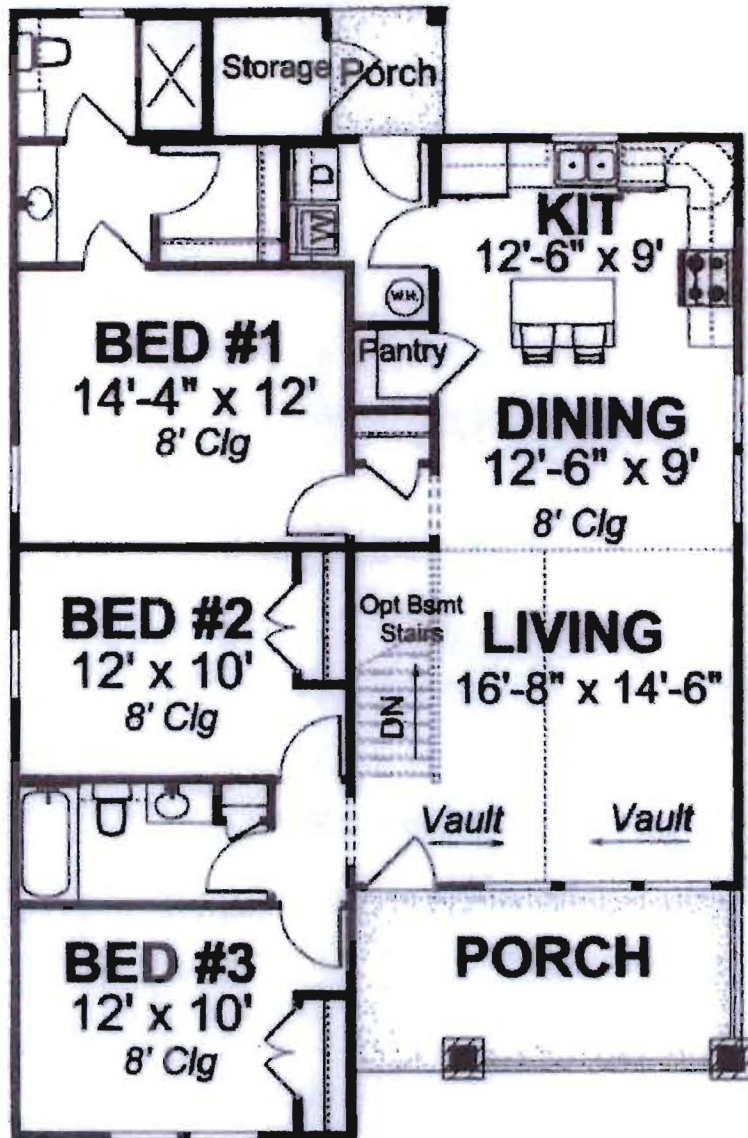 Storage
Porch
D
W
KIT
12'-6" x 9'
W.H.
Pantry
BED #1
14'-4" x 12'
8' Clg
DINING
12'-6" x 9'
8' Clg
BED #2
12' x 10'
8' Clg
Opt Bsmt
Stairs
DN
LIVING
16'-8" x 14'-6"
Vault
Vault
BED #3
12' x 10'
8' Clg
PORCH